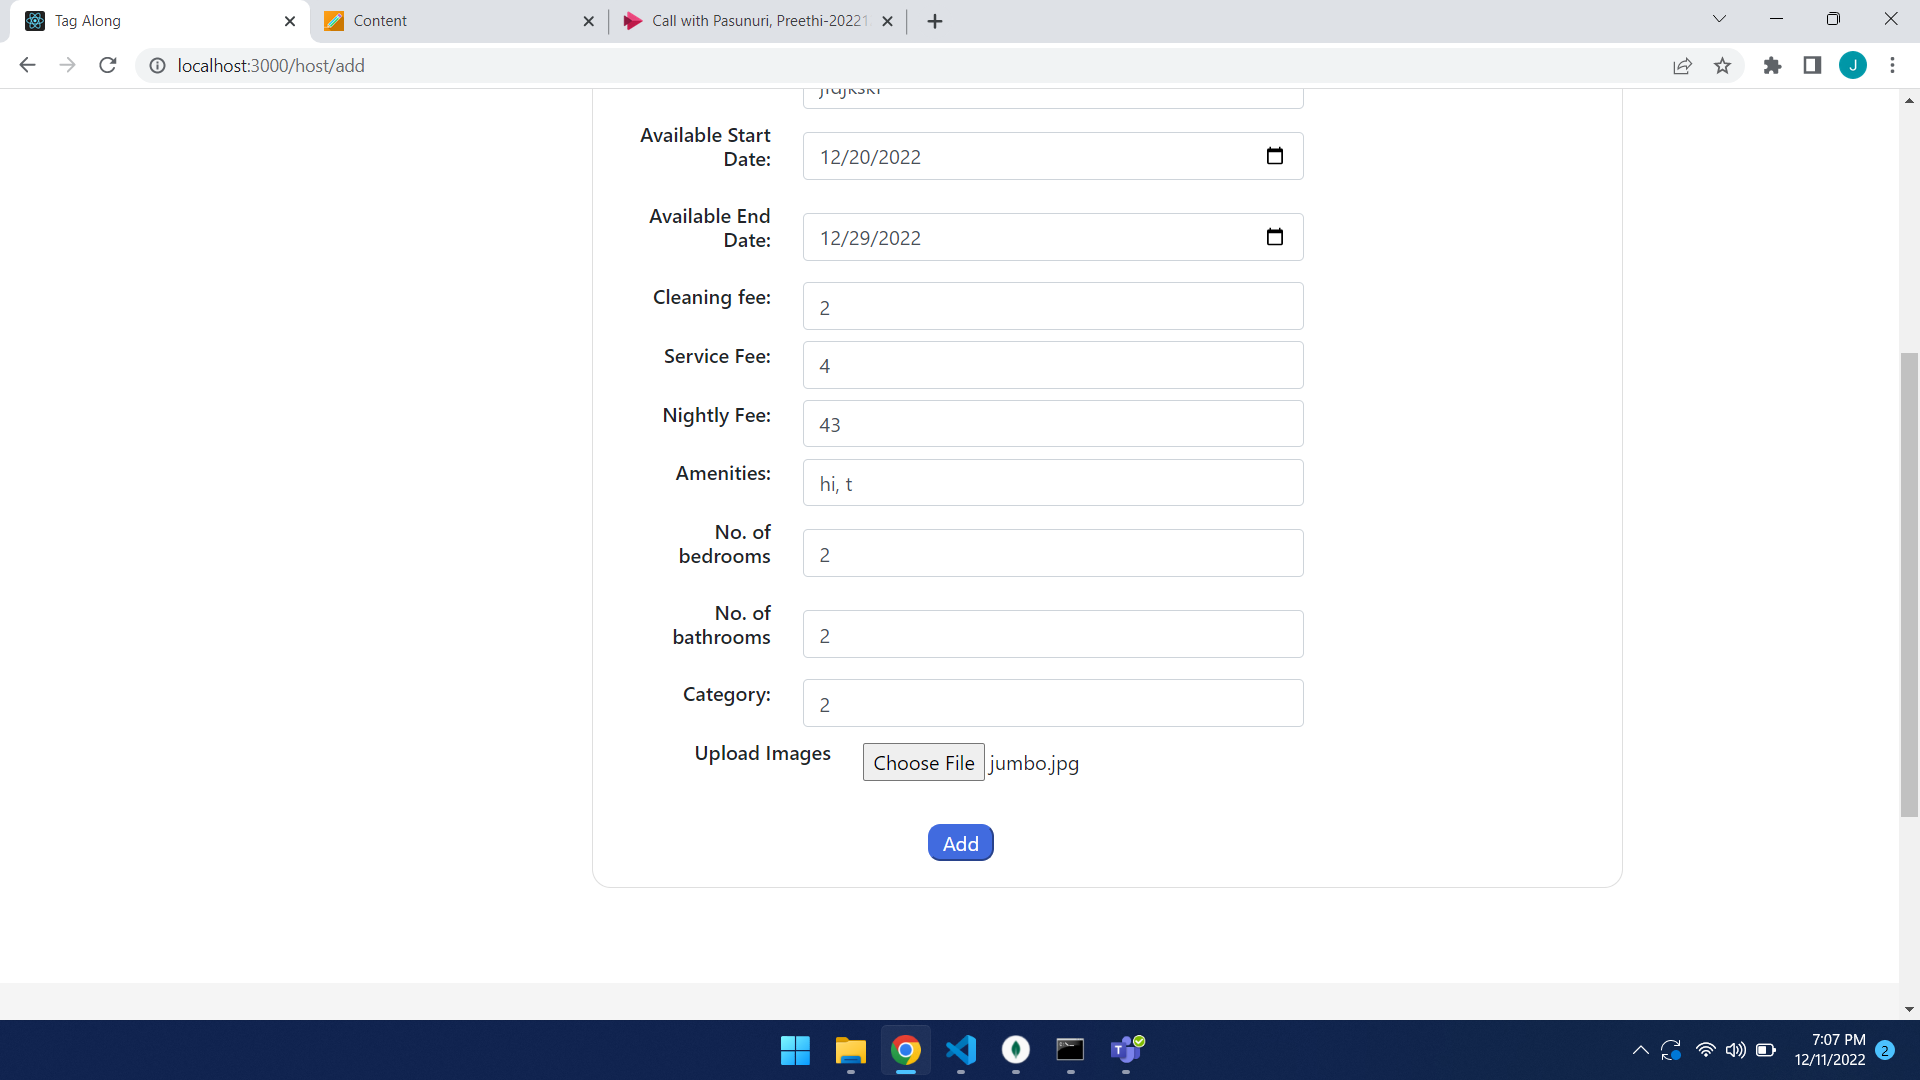 Tag Along
Content
Call with Pasunuri, Preethi-20221
localhost:3000/host/add
Available Start
Date:
12/20/2022
Available End
Date:
12/29/2022
Cleaning fee:
2
Service Fee:
4
Nightly Fee:
43
Amenities:
hi, t
No. of
bedrooms
2
No. of
bathrooms
2
Category:
2
Upload Images
Choose File jumbo.jpg
Add
J
7:07 PM
12/11/2022
2